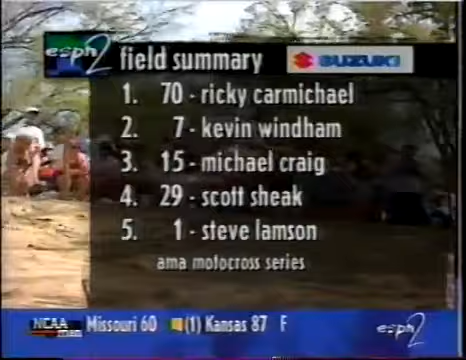 espn2 field summary SUZUKI
1. 70 - ricky carmichael
2. 7 - kevin windham
3. 15 - michael craig
4. 29 - scott sheak
5. 1 - steve lamson
ama motocross series
NCAA Missouri 60 (1) Kansas 87 F espn2